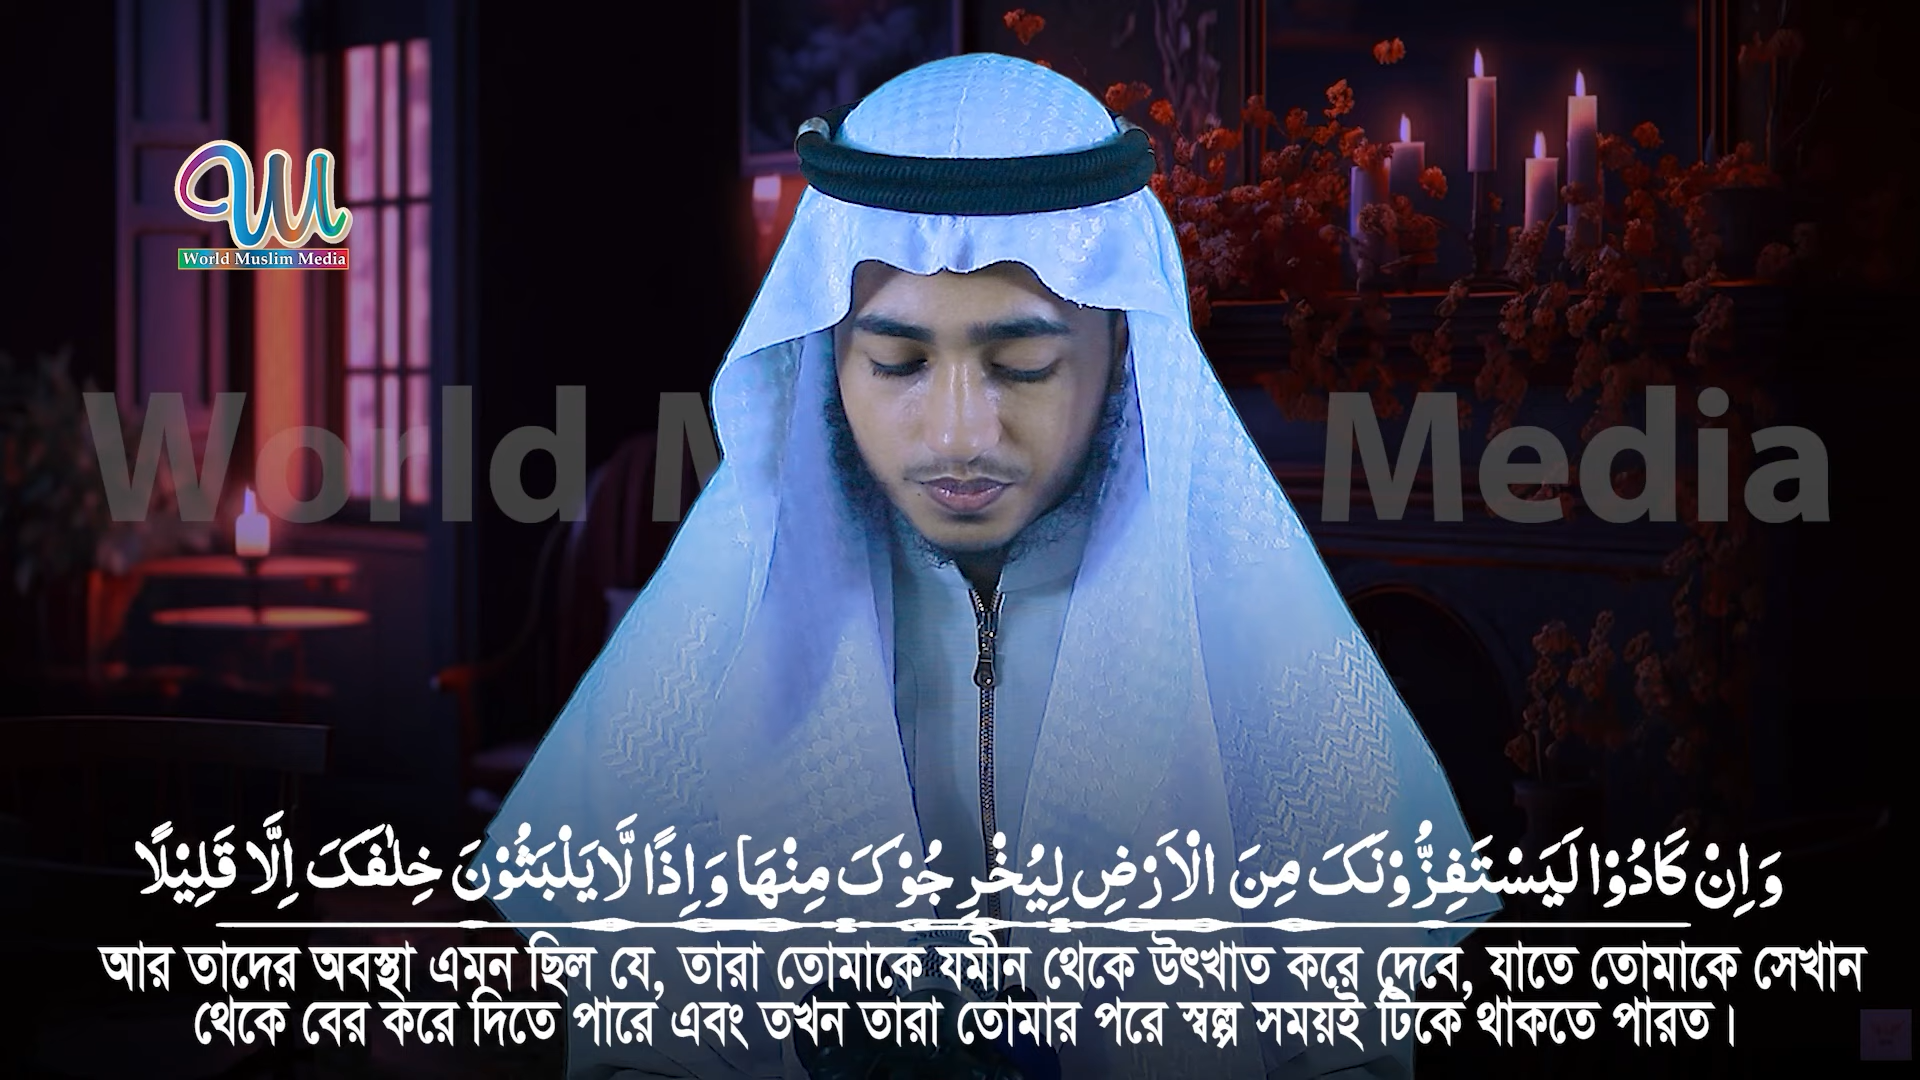 World Muslim Media
World M Media
وَاِنْ كَادُوْا لَيَسْتَفِزُّوْنَكَ مِنَ الْاَرْضِ لِيُخْرِجُوْكَ مِنْهَا وَاِذًا لَّا يَلْبَثُوْنَ خِلٰفَكَ اِلَّا قَلِيْلًا
আর তাদের অবস্থা এমন ছিল যে, তারা তোমাকে যমীন থেকে উৎখাত করে দেবে, যাতে তোমাকে সেখান
থেকে বের করে দিতে পারে এবং তখন তারা তোমার পরে স্বল্প সময়ই টিকে থাকতে পারত।